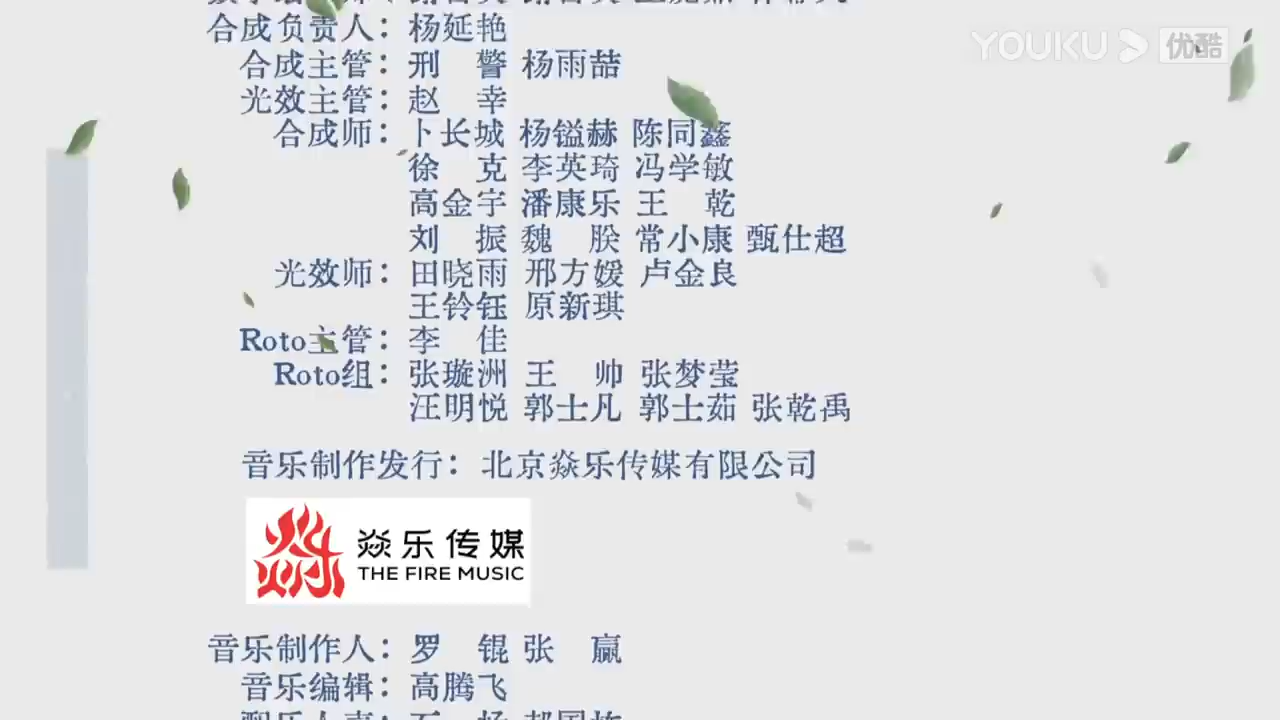 YOUKU 优酷
合成负责人：杨延艳
合成主管：刑　警 杨雨喆
光效主管：赵　幸
合成师：卜长城 杨镒赫 陈同鑫
徐　克 李英琦 冯学敏
高金宇 潘康乐 王　乾
刘　振 魏　朕 常小康 甄仕超
光效师：田晓雨 邢方媛 卢金良
王铃钰 原新琪
Roto主管：李　佳
Roto组：张璇洲 王　帅 张梦莹
汪明悦 郭士凡 郭士茹 张乾禹
音乐制作发行：北京焱乐传媒有限公司
焱乐传媒
THE FIRE MUSIC
音乐制作人：罗　锟 张　赢
音乐编辑：高腾飞